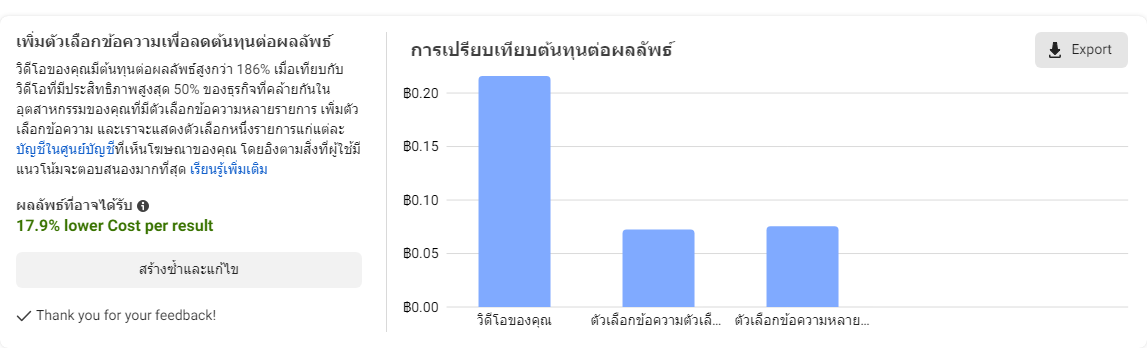 เพิ่มตัวเลือกข้อความเพื่อลดต้นทุนต่อผลลัพธ์
วิดีโอของคุณมีต้นทุนต่อผลลัพธ์สูงกว่า 186% เมื่อเทียบกับ
วิดีโอที่มีประสิทธิภาพสูงสุด 50% ของธุรกิจที่คล้ายกันใน
อุตสาหกรรมของคุณที่มีตัวเลือกข้อความหลายรายการ เพิ่มตัว
เลือกข้อความ และเราจะแสดงตัวเลือกหนึ่งรายการแก่แต่ละ
บัญชีในศูนย์บัญชีที่เห็นโฆษณาของคุณ โดยอิงตามสิ่งที่ผู้ใช้มี
แนวโน้มจะตอบสนองมากที่สุด เรียนรู้เพิ่มเติม
ผลลัพธ์ที่อาจได้รับ
17.9% lower Cost per result
สร้างซ้ำและแก้ไข
Thank you for your feedback!
การเปรียบเทียบต้นทุนต่อผลลัพธ์
Export
฿0.20
฿0.15
฿0.10
฿0.05
฿0.00
วิดีโอของคุณ
ตัวเลือกข้อความตัวเลื...
ตัวเลือกข้อความหลาย...